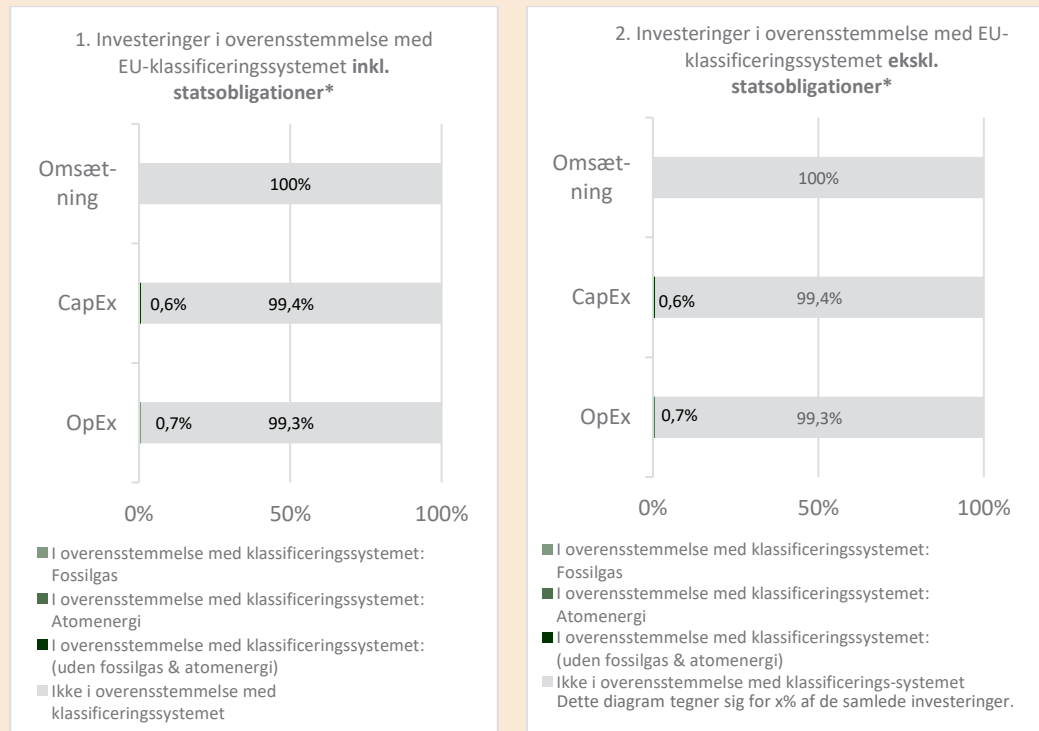 1. Investeringer i overensstemmelse med
EU-klassificeringssystemet inkl.
statsobligationer*
Omsæt-
ning
100%
CapEx
0,6%
99,4%
OpEx
0,7%
99,3%
0%
50%
100%
I overensstemmelse med klassificeringssystemet:
Fossilgas
I overensstemmelse med klassificeringssystemet:
Atomenergi
I overensstemmelse med klassificeringssystemet:
(uden fossilgas & atomenergi)
Ikke i overensstemmelse med
klassificeringssystemet
2. Investeringer i overensstemmelse med EU-
klassificeringssystemet ekskl.
statsobligationer*
Omsæt-
ning
100%
CapEx
0,6%
99,4%
OpEx
0,7%
99,3%
0%
50%
100%
I overensstemmelse med klassificeringssystemet:
Fossilgas
I overensstemmelse med klassificeringssystemet:
Atomenergi
I overensstemmelse med klassificeringssystemet:
(uden fossilgas & atomenergi)
Ikke i overensstemmelse med klassificerings-systemet
Dette diagram tegner sig for x% af de samlede investeringer.